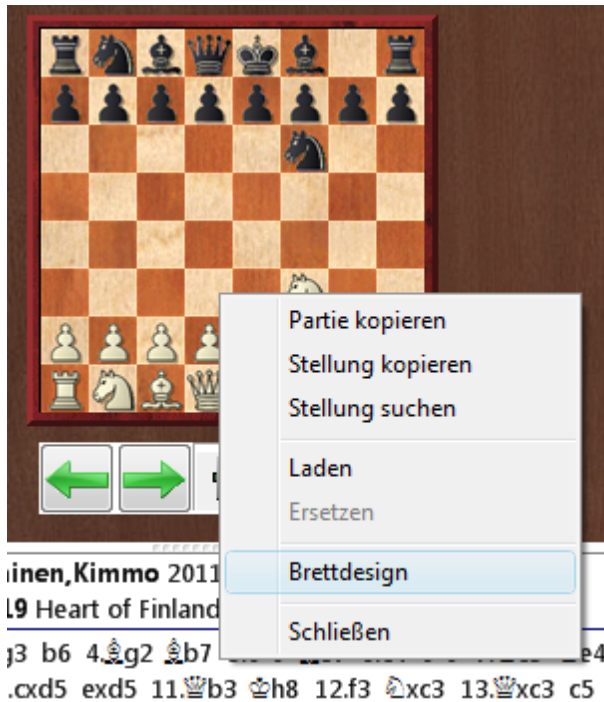 Partie kopieren
Stellung kopieren
Stellung suchen
Laden
Ersetzen
Brettdesign
Schließen
inen,Kimmo 2011
19 Heart of Finland
g3 b6 4.♗g2 ♗b7
.cxd5 exd5 11.♕b3 ♔h8 12.f3 ♘xc3 13.♕xc3 c5